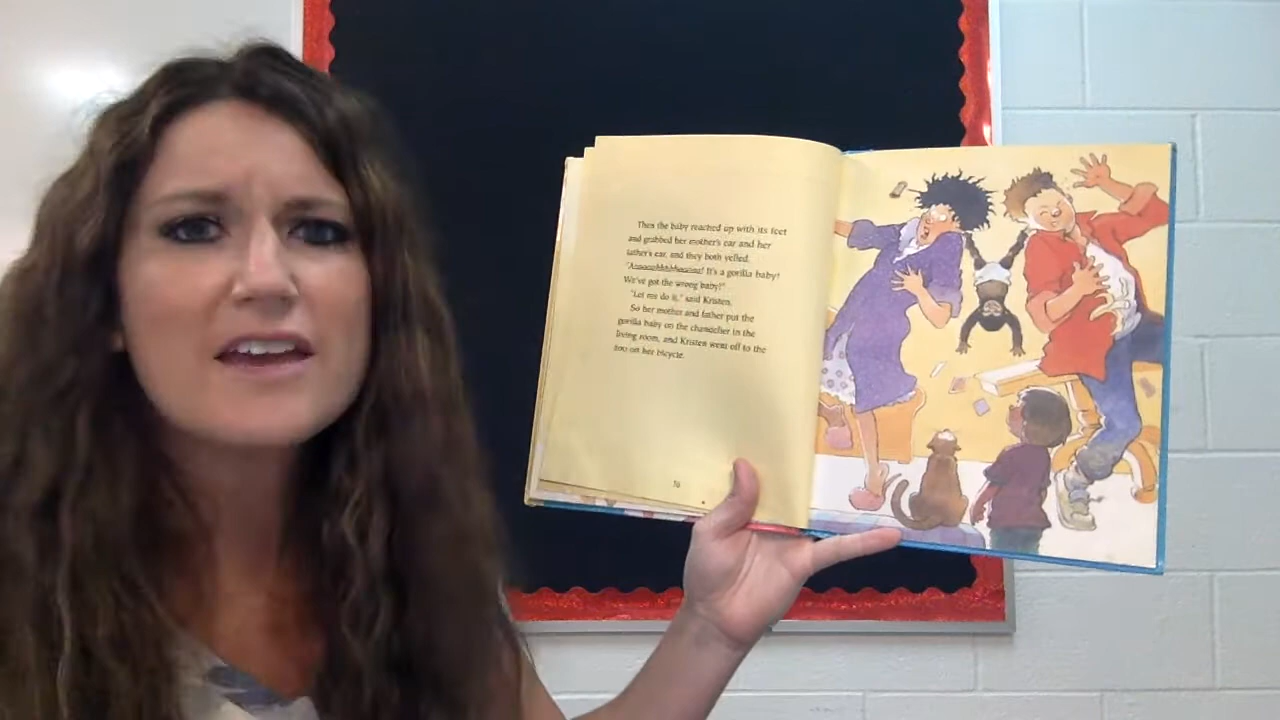 Then the baby reached up with its feet
and grabbed her mother's ear and her
father's ear, and they both yelled,
"Aaaaahhhhh! It's a gorilla baby!
We've got the wrong baby!"
"Let me do it," said Kristen.
So her mother and father put the
gorilla baby on the chandelier in the
living room, and Kristen went off to the
zoo on her bicycle.